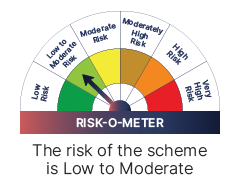 Low
Risk
Low to
Moderate
Risk
Moderate
Risk
Moderately
High
Risk
High
Risk
Very
High
Risk
RISK-O-METER
The risk of the scheme
is Low to Moderate